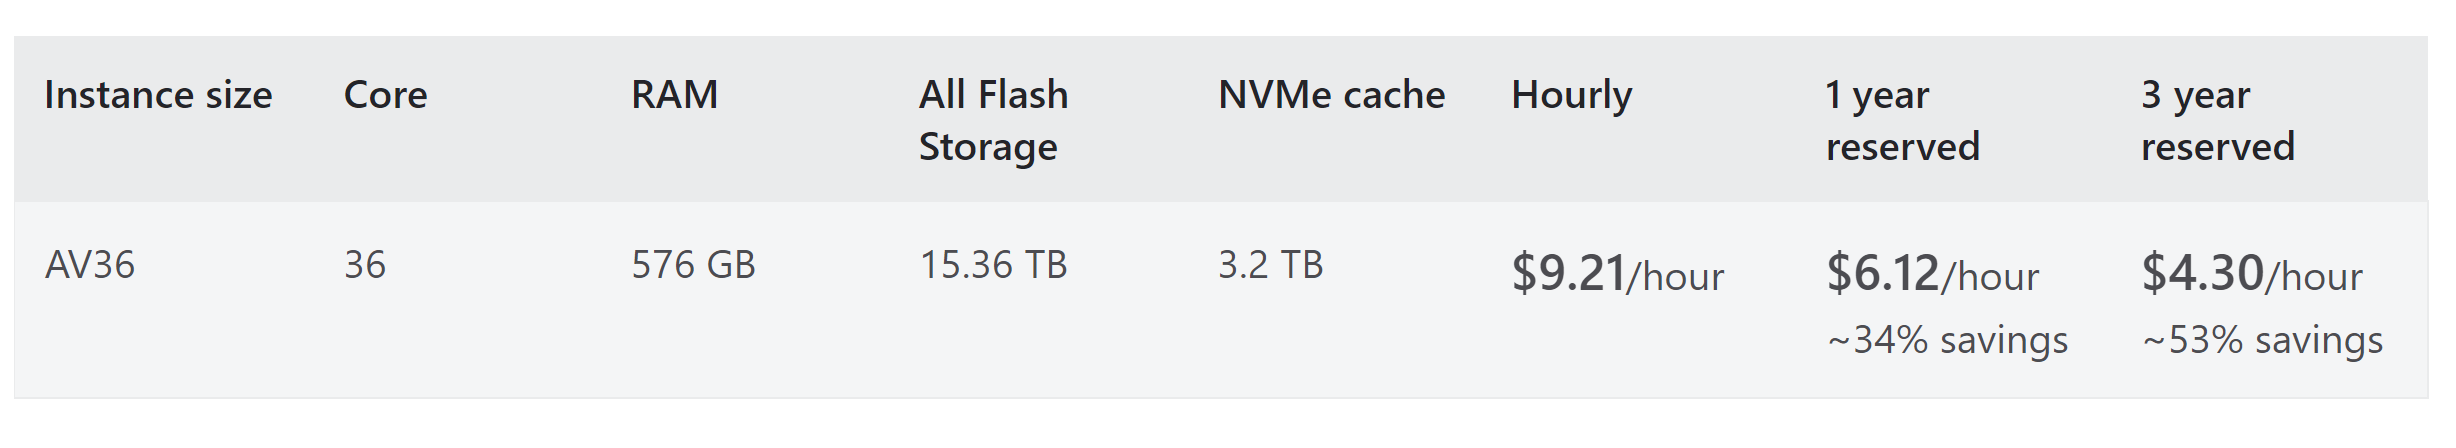 Instance size Core RAM All Flash Storage NVMe cache Hourly 1 year reserved 3 year reserved
AV36 36 576 GB 15.36 TB 3.2 TB $9.21/hour $6.12/hour $4.30/hour
~34% savings ~53% savings